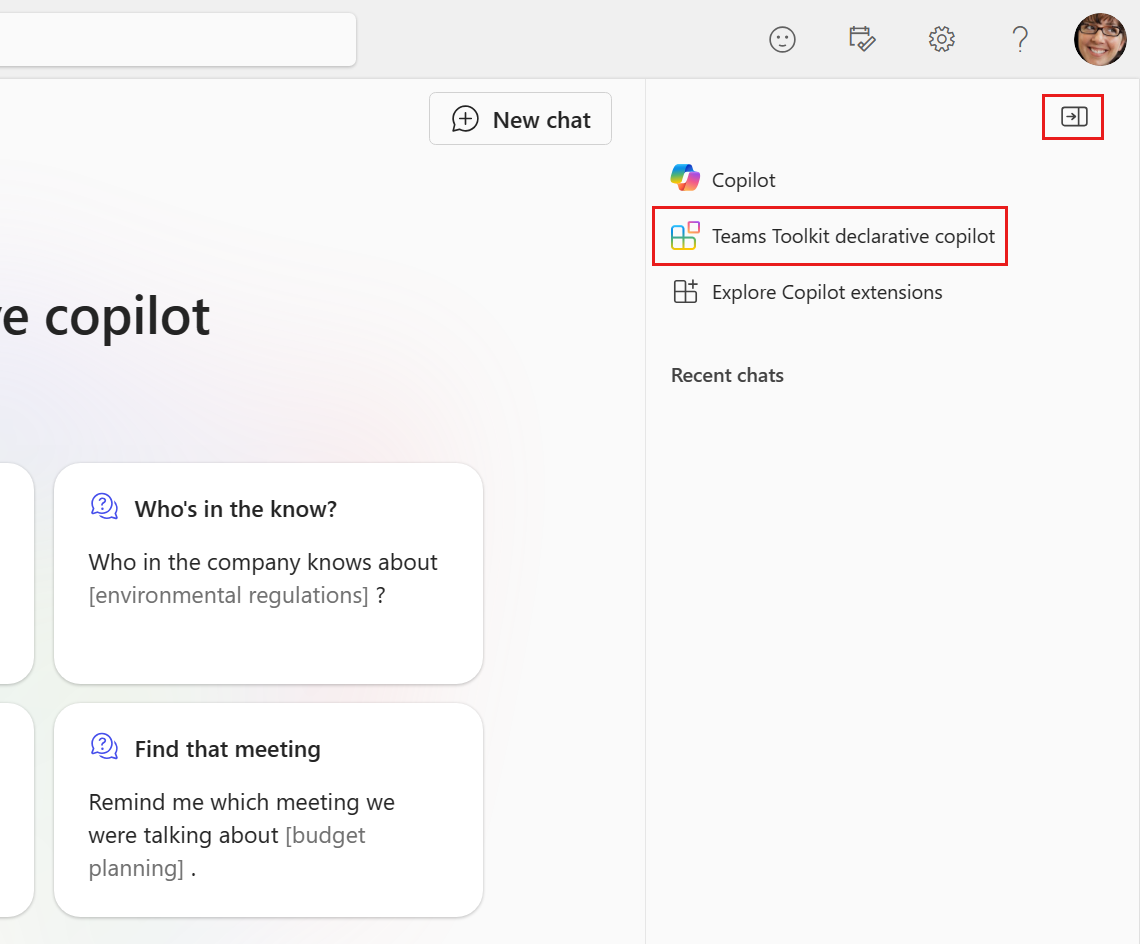 New chat
Copilot
Teams Toolkit declarative copilot
Explore Copilot extensions
Recent chats
copilot
Who's in the know?
Who in the company knows about
[environmental regulations] ?
Find that meeting
Remind me which meeting we
were talking about [budget
planning] .